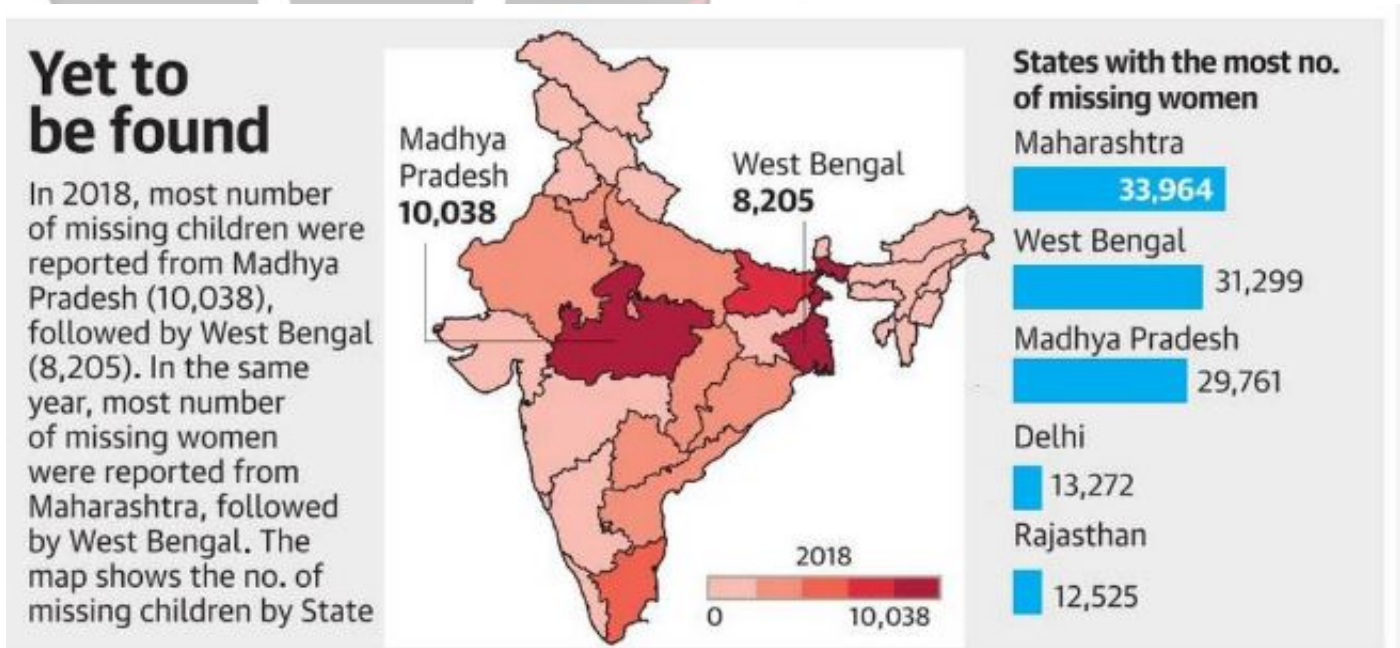 Yet to
be found
In 2018, most number
of missing children were
reported from Madhya
Pradesh (10,038),
followed by West Bengal
(8,205). In the same
year, most number
of missing women
were reported from
Maharashtra, followed
by West Bengal. The
map shows the no. of
missing children by State
Madhya
Pradesh
10,038
West Bengal
8,205
2018
0
10,038
States with the most no.
of missing women
Maharashtra
33,964
West Bengal
31,299
Madhya Pradesh
29,761
Delhi
13,272
Rajasthan
12,525